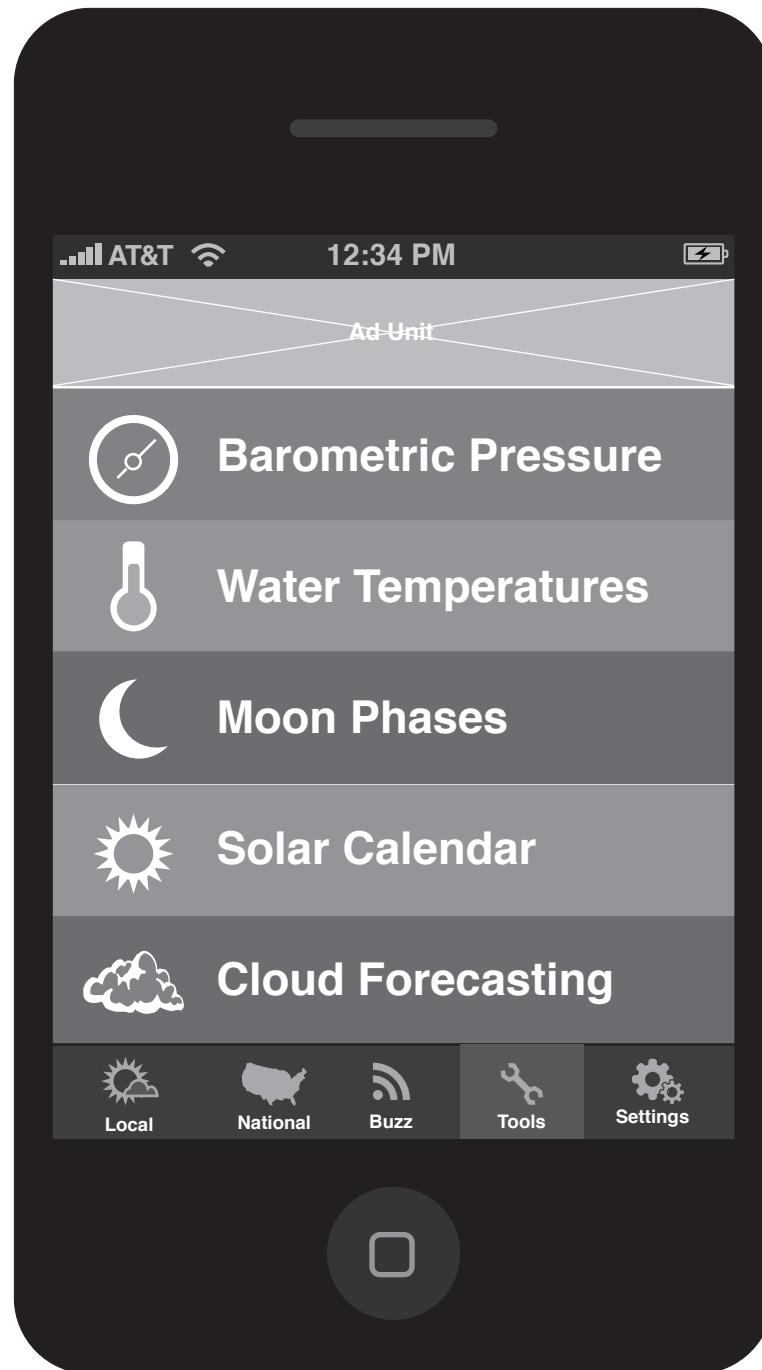 AT&T 12:34 PM
Ad Unit
Barometric Pressure
Water Temperatures
Moon Phases
Solar Calendar
Cloud Forecasting
Local National Buzz Tools Settings